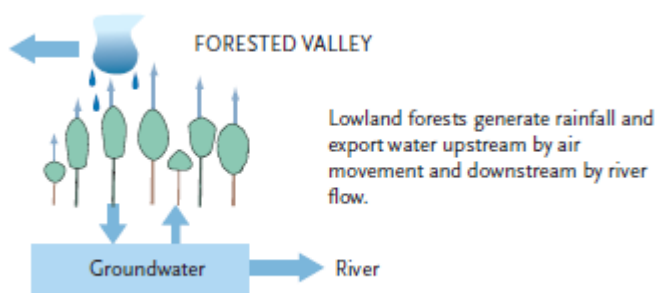 FORESTED VALLEY
Lowland forests generate rainfall and
export water upstream by air
movement and downstream by river
flow.
Groundwater
River